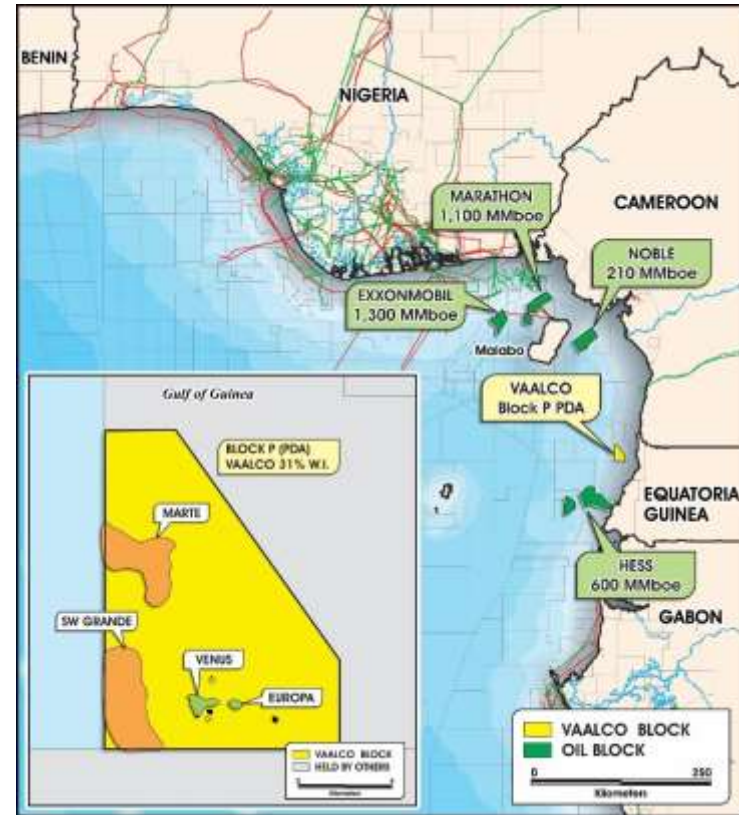 BENIN
NIGERIA
MARATHON
1,100 MMboe
CAMEROON
NOBLE
210 MMboe
EXXONMOBIL
1,300 MMboe
Malabo
VAALCO
Block P PDA
Gulf of Guinea
BLOCK P (PDA)
VAALCO 31% W.I.
MARTE
EQUATORIA
GUINEA
HESS
600 MMboe
SW GRANDE
GABON
VENUS
EUROPA
VAALCO BLOCK
HELD BY OTHERS
Kilometers
VAALCO BLOCK
OIL BLOCK
0 250
Kilometers